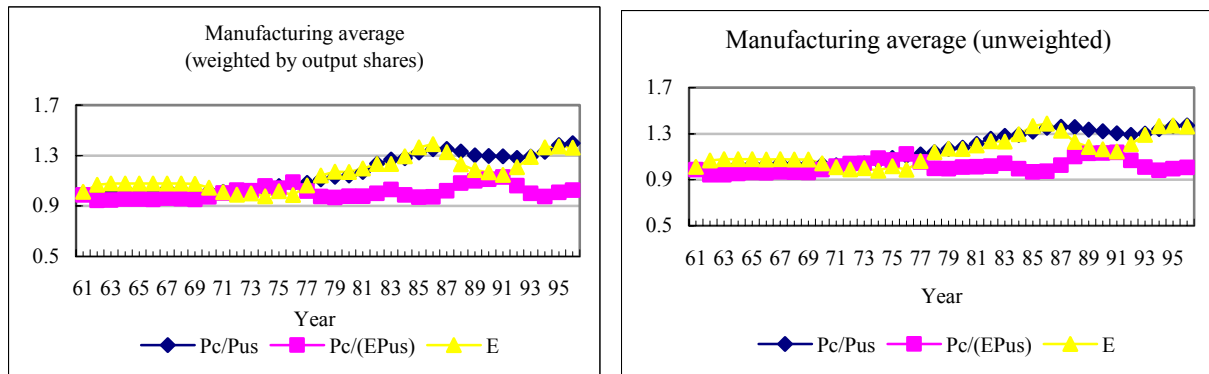 Manufacturing average
(weighted by output shares)
1.7
1.3
0.9
0.5
61 63 65 67 69 71 73 75 77 79 81 83 85 87 89 91 93 95
Year
Pc/Pus Pc/(EPus) E
Manufacturing average (unweighted)
1.7
1.3
0.9
0.5
61 63 65 67 69 71 73 75 77 79 81 83 85 87 89 91 93 95
Year
Pc/Pus Pc/(EPus) E